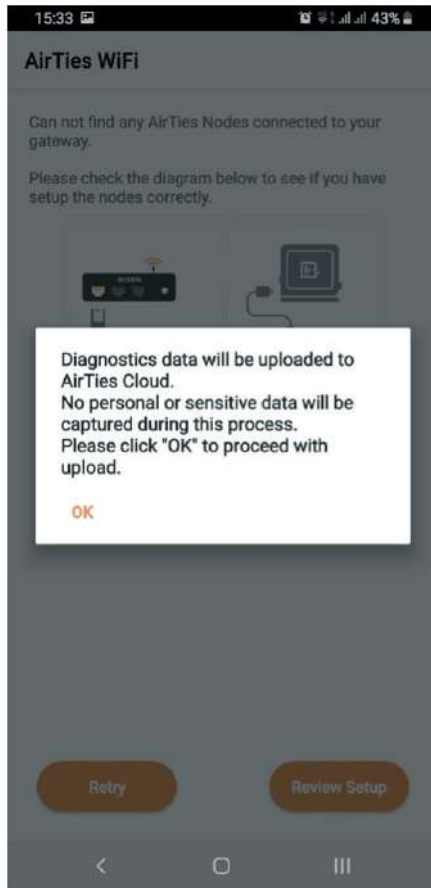 15:33
43%
AirTies WiFi
Can not find any AirTies Nodes connected to your
gateway.
Please check the diagram below to see if you have
setup the nodes correctly.
Diagnostics data will be uploaded to
AirTies Cloud.
No personal or sensitive data will be
captured during this process.
Please click "OK" to proceed with
upload.
OK
Retry
Review Setup